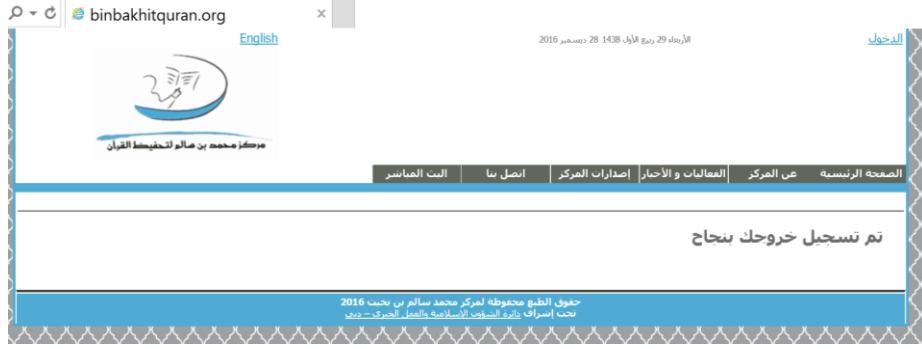 binbakhitquran.org
الدخول
الأربعاء 29 ربيع الأول 1438 28 ديسمبر 2016
English
مركز محمد بن سالم لتحفيظ القرآن
الصفحة الرئيسية
عن المركز
الفعاليات و الأخبار
إصدارات المركز
اتصل بنا
البث المباشر
تم تسجيل خروجك بنجاح
حقوق الطبع محفوظة لمركز محمد سالم بن بخيت 2016
تحت إشراف دائرة الشؤون الإسلامية والعمل الخيري – دبي